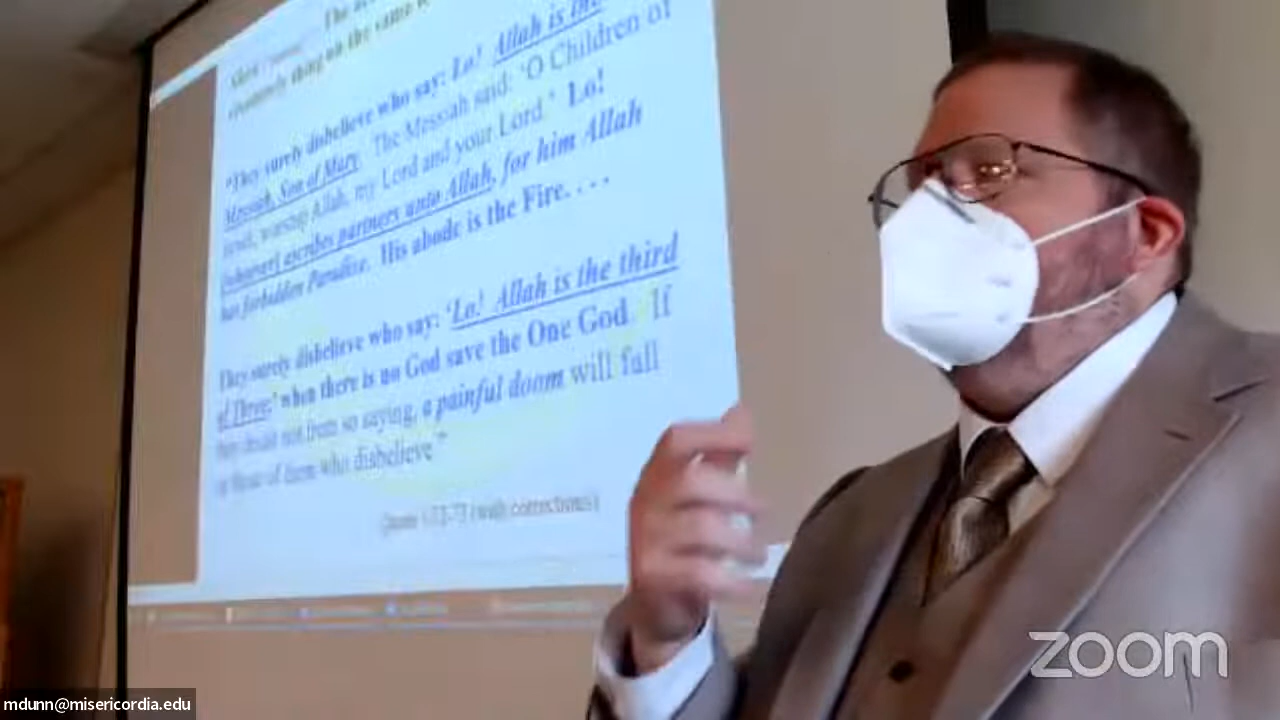 "They surely disbelieve who say: Lo! Allah is the
Messiah, Son of Mary. The Messiah said: 'O Children of
worship Allah, my Lord and your Lord.' Lo!
ascribes partners unto Allah, for him Allah
has forbidden Paradise. His abode is the Fire. . . .
They surely disbelieve who say: 'Lo! Allah is the third
of Three;' when there is no God save the One God. If
they desist not from so saying, a painful doom will fall
on those of them who disbelieve."
(with corrections)
zoom
mdunn@misericordia.edu